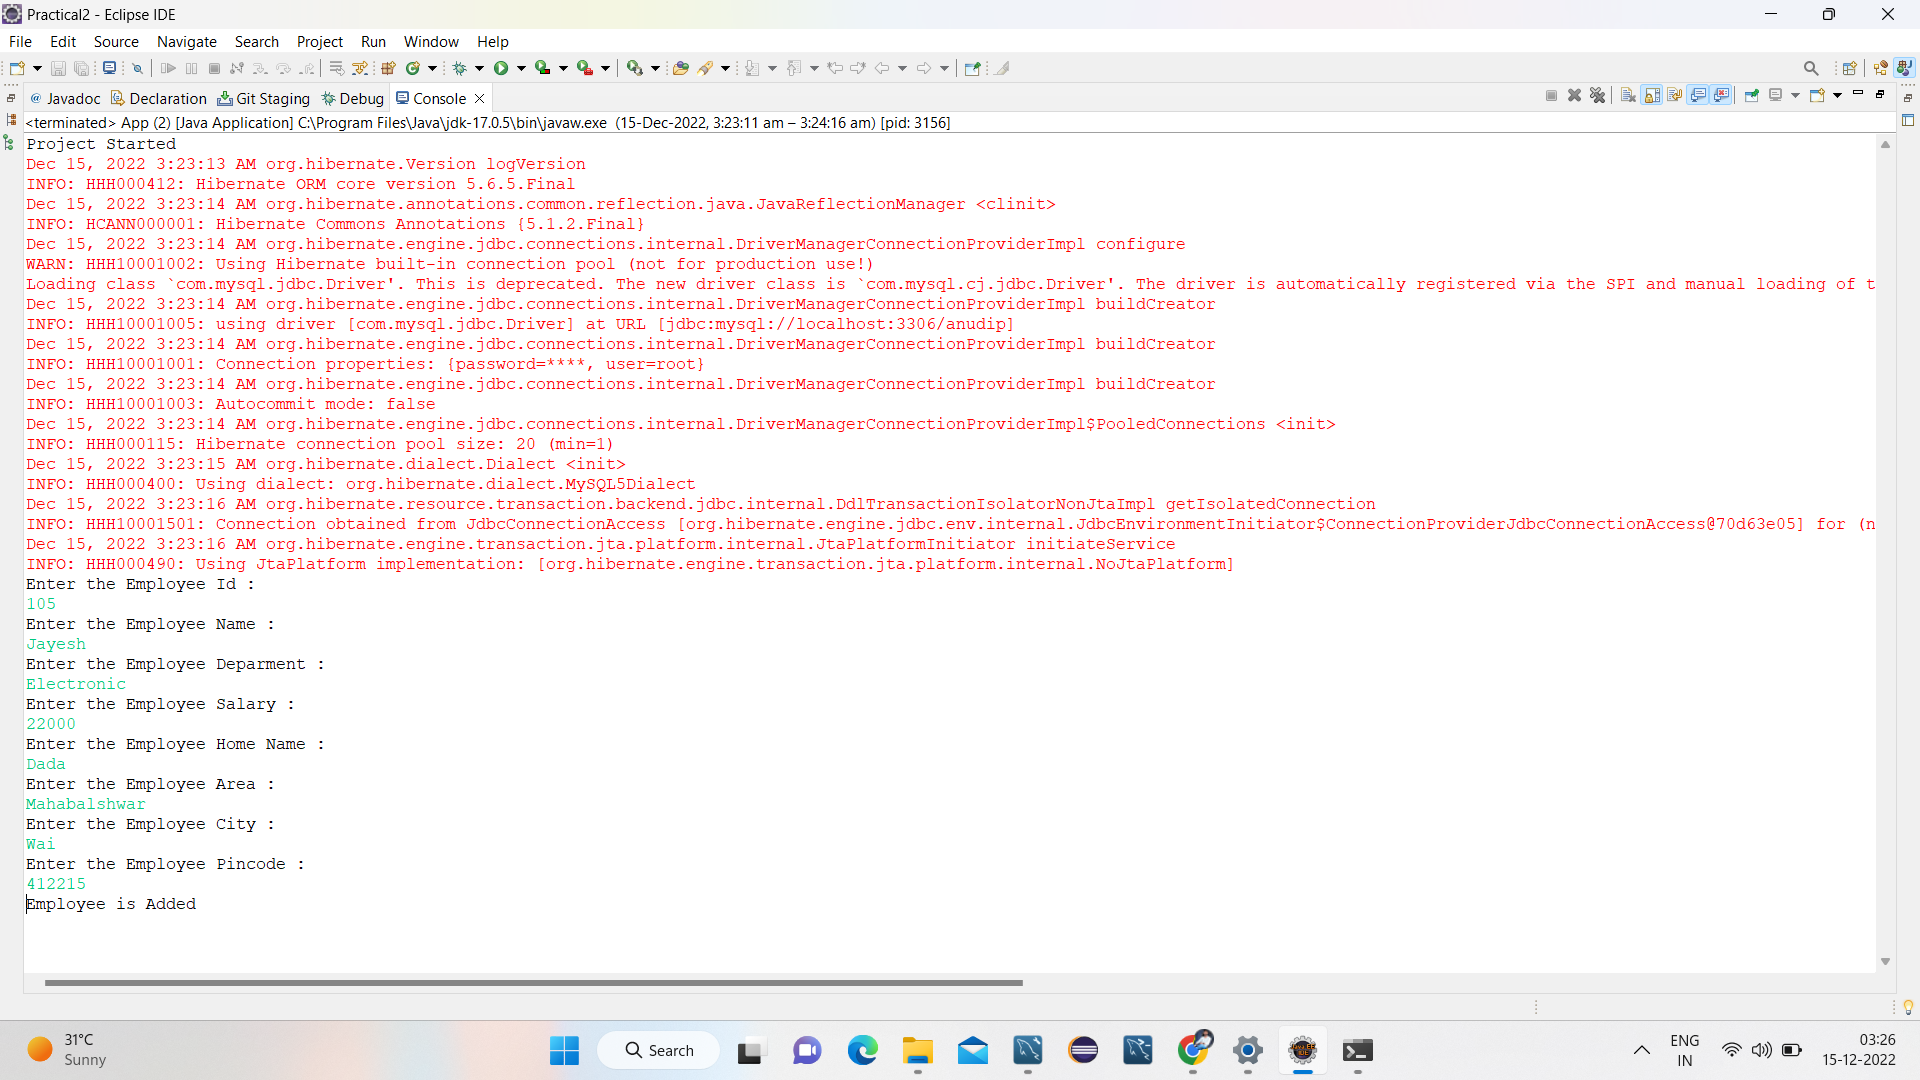 Practical2 - Eclipse IDE
File Edit Source Navigate Search Project Run Window Help
@ Javadoc Declaration Git Staging Debug Console
<terminated> App (2) [Java Application] C:\Program Files\Java\jdk-17.0.5\bin\javaw.exe (15-Dec-2022, 3:23:11 am – 3:24:16 am) [pid: 3156]
Project Started
Dec 15, 2022 3:23:13 AM org.hibernate.Version logVersion
INFO: HHH000412: Hibernate ORM core version 5.6.5.Final
Dec 15, 2022 3:23:14 AM org.hibernate.annotations.common.reflection.java.JavaReflectionManager <clinit>
INFO: HCANN000001: Hibernate Commons Annotations {5.1.2.Final}
Dec 15, 2022 3:23:14 AM org.hibernate.engine.jdbc.connections.internal.DriverManagerConnectionProviderImpl configure
WARN: HHH10001002: Using Hibernate built-in connection pool (not for production use!)
Loading class `com.mysql.jdbc.Driver'. This is deprecated. The new driver class is `com.mysql.cj.jdbc.Driver'. The driver is automatically registered via the SPI and manual loading of t
Dec 15, 2022 3:23:14 AM org.hibernate.engine.jdbc.connections.internal.DriverManagerConnectionProviderImpl buildCreator
INFO: HHH10001005: using driver [com.mysql.jdbc.Driver] at URL [jdbc:mysql://localhost:3306/anudip]
Dec 15, 2022 3:23:14 AM org.hibernate.engine.jdbc.connections.internal.DriverManagerConnectionProviderImpl buildCreator
INFO: HHH10001001: Connection properties: {password=****, user=root}
Dec 15, 2022 3:23:14 AM org.hibernate.engine.jdbc.connections.internal.DriverManagerConnectionProviderImpl buildCreator
INFO: HHH10001003: Autocommit mode: false
Dec 15, 2022 3:23:14 AM org.hibernate.engine.jdbc.connections.internal.DriverManagerConnectionProviderImpl$PooledConnections <init>
INFO: HHH000115: Hibernate connection pool size: 20 (min=1)
Dec 15, 2022 3:23:15 AM org.hibernate.dialect.Dialect <init>
INFO: HHH000400: Using dialect: org.hibernate.dialect.MySQL5Dialect
Dec 15, 2022 3:23:16 AM org.hibernate.resource.transaction.backend.jdbc.internal.DdlTransactionIsolatorNonJtaImpl getIsolatedConnection
INFO: HHH10001501: Connection obtained from JdbcConnectionAccess [org.hibernate.engine.jdbc.env.internal.JdbcEnvironmentInitiator$ConnectionProviderJdbcConnectionAccess@70d63e05] for (n
Dec 15, 2022 3:23:16 AM org.hibernate.engine.transaction.jta.platform.internal.JtaPlatformInitiator initiateService
INFO: HHH000490: Using JtaPlatform implementation: [org.hibernate.engine.transaction.jta.platform.internal.NoJtaPlatform]
Enter the Employee Id :
105
Enter the Employee Name :
Jayesh
Enter the Employee Deparment :
Electronic
Enter the Employee Salary :
22000
Enter the Employee Home Name :
Dada
Enter the Employee Area :
Mahabalshwar
Enter the Employee City :
Wai
Enter the Employee Pincode :
412215
Employee is Added
31°C
Sunny
Search
ENG
IN
03:26
15-12-2022